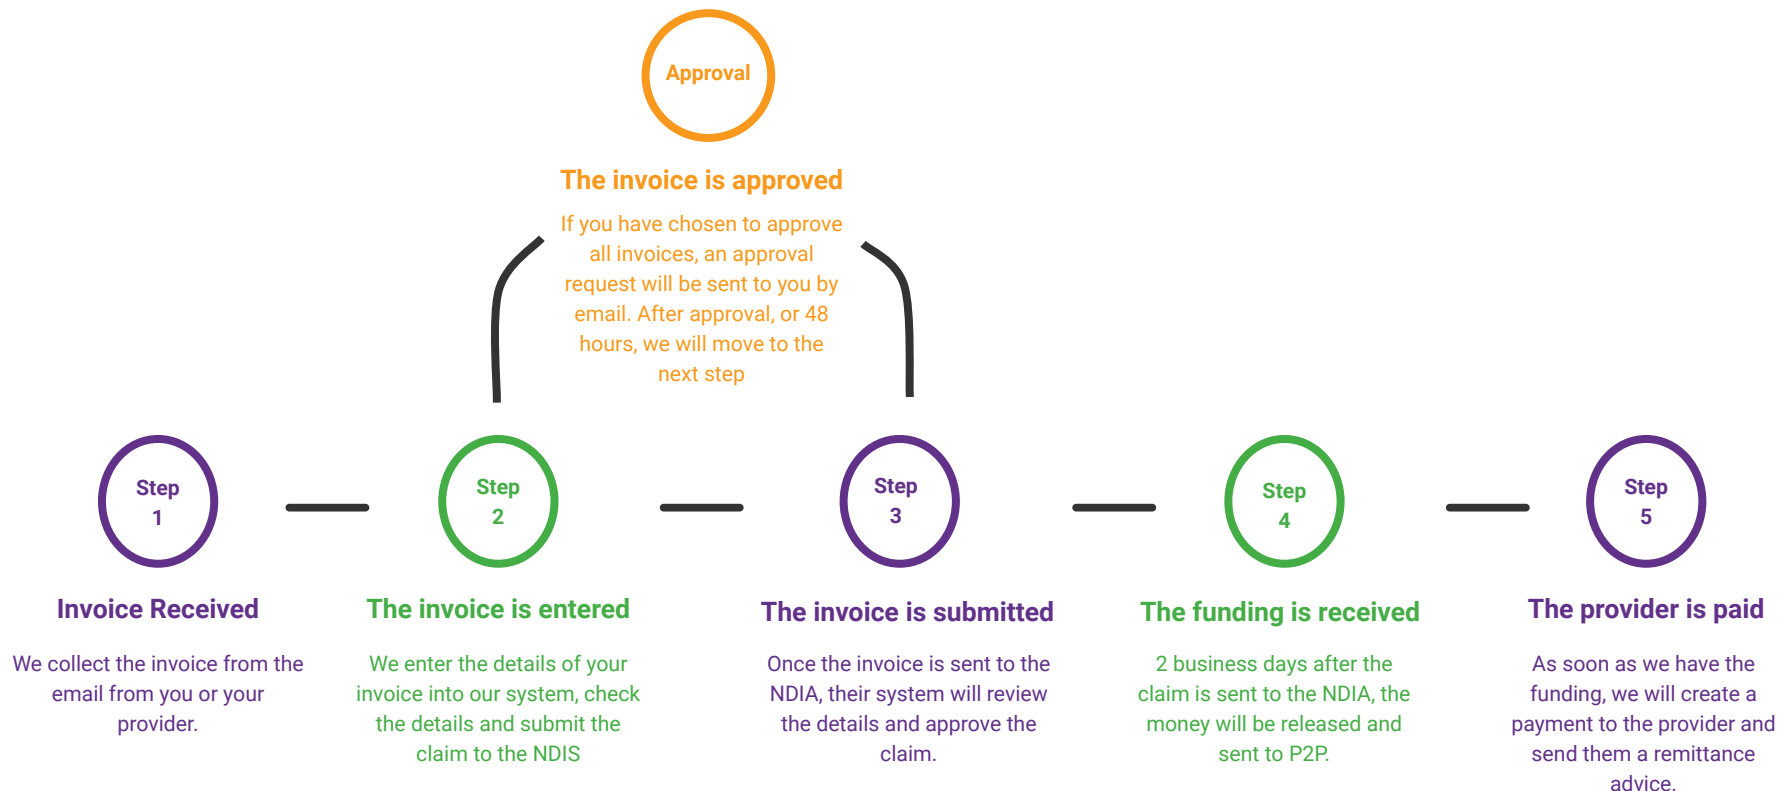 Approval
The invoice is approved
If you have chosen to approve
all invoices, an approval
request will be sent to you by
email. After approval, or 48
hours, we will move to the
next step
Step
1
Invoice Received
We collect the invoice from the
email from you or your
provider.
Step
2
The invoice is entered
We enter the details of your
invoice into our system, check
the details and submit the
claim to the NDIS
Step
3
The invoice is submitted
Once the invoice is sent to the
NDIA, their system will review
the details and approve the
claim.
Step
4
The funding is received
2 business days after the
claim is sent to the NDIA, the
money will be released and
sent to P2P.
Step
5
The provider is paid
As soon as we have the
funding, we will create a
payment to the provider and
send them a remittance
advice.